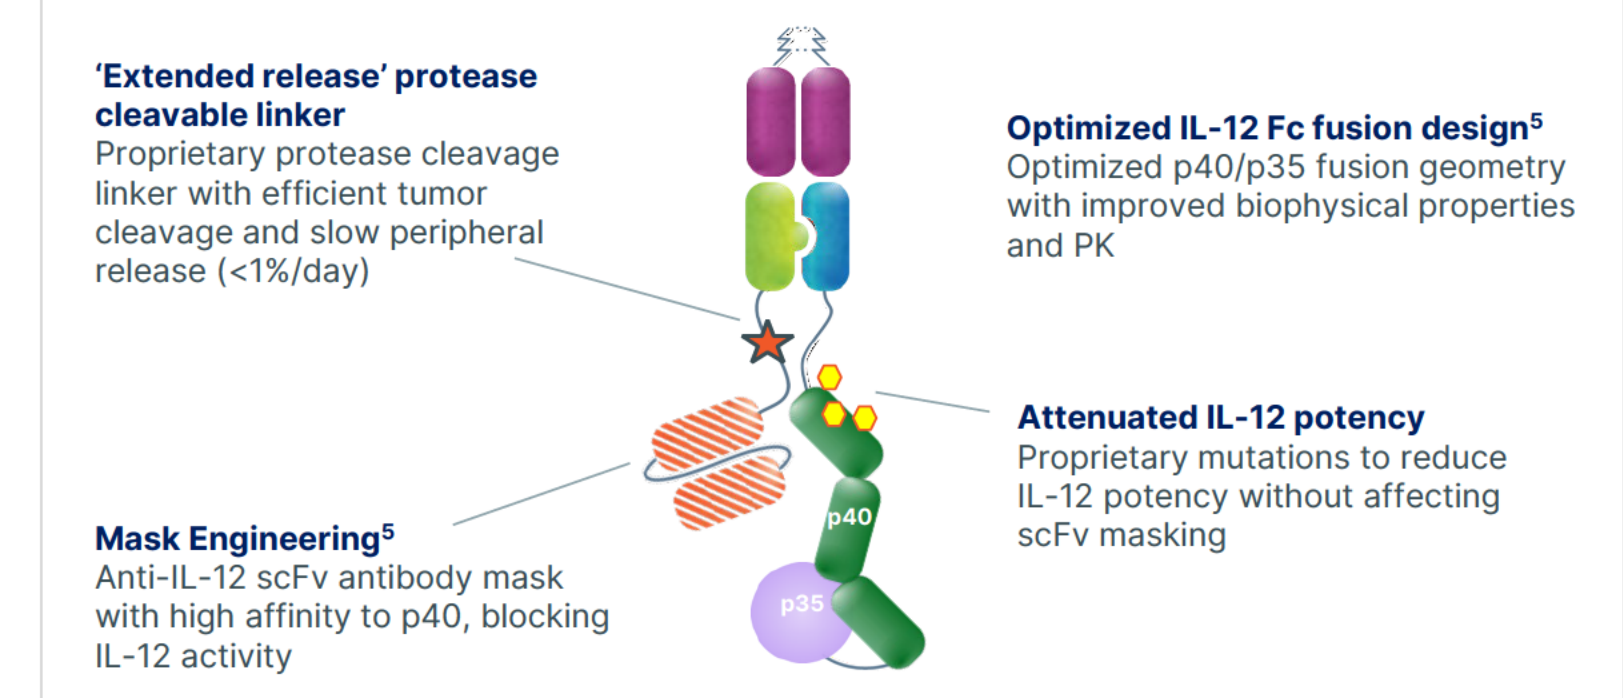 ‘Extended release’ protease
cleavable linker
Proprietary protease cleavage
linker with efficient tumor
cleavage and slow peripheral
release (<1%/day)
Optimized IL-12 Fc fusion design⁵
Optimized p40/p35 fusion geometry
with improved biophysical properties
and PK
Attenuated IL-12 potency
Proprietary mutations to reduce
IL-12 potency without affecting
scFv masking
Mask Engineering⁵
Anti-IL-12 scFv antibody mask
with high affinity to p40, blocking
IL-12 activity
p40
p35